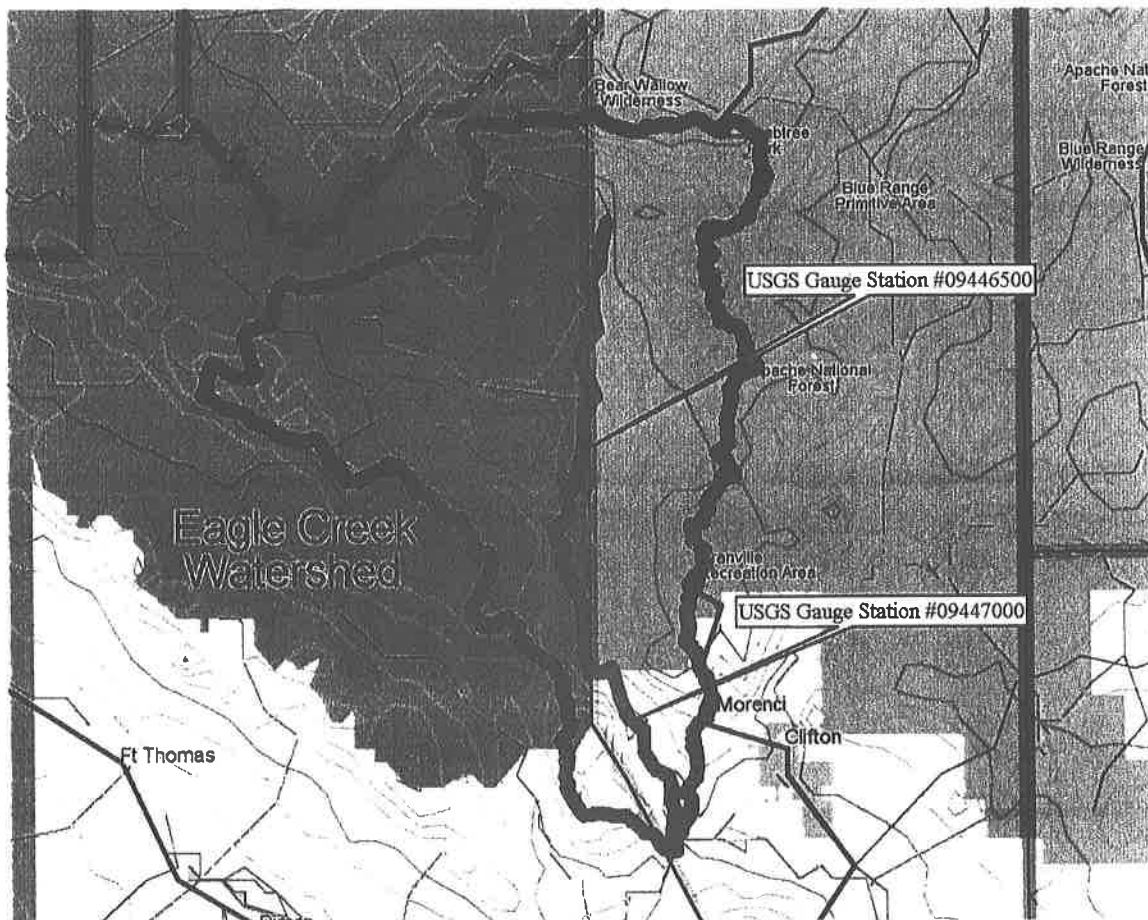 Bear Wallow
Wilderness
Apache Nat
Forest
Blue Range
Wilderness
Blue Range
Primitive Area
USGS Gauge Station #09446500
pache National
Forest
Eagle Creek
Watershed
Recreation Area
USGS Gauge Station #09447000
Morenci
Clifton
Ft Thomas